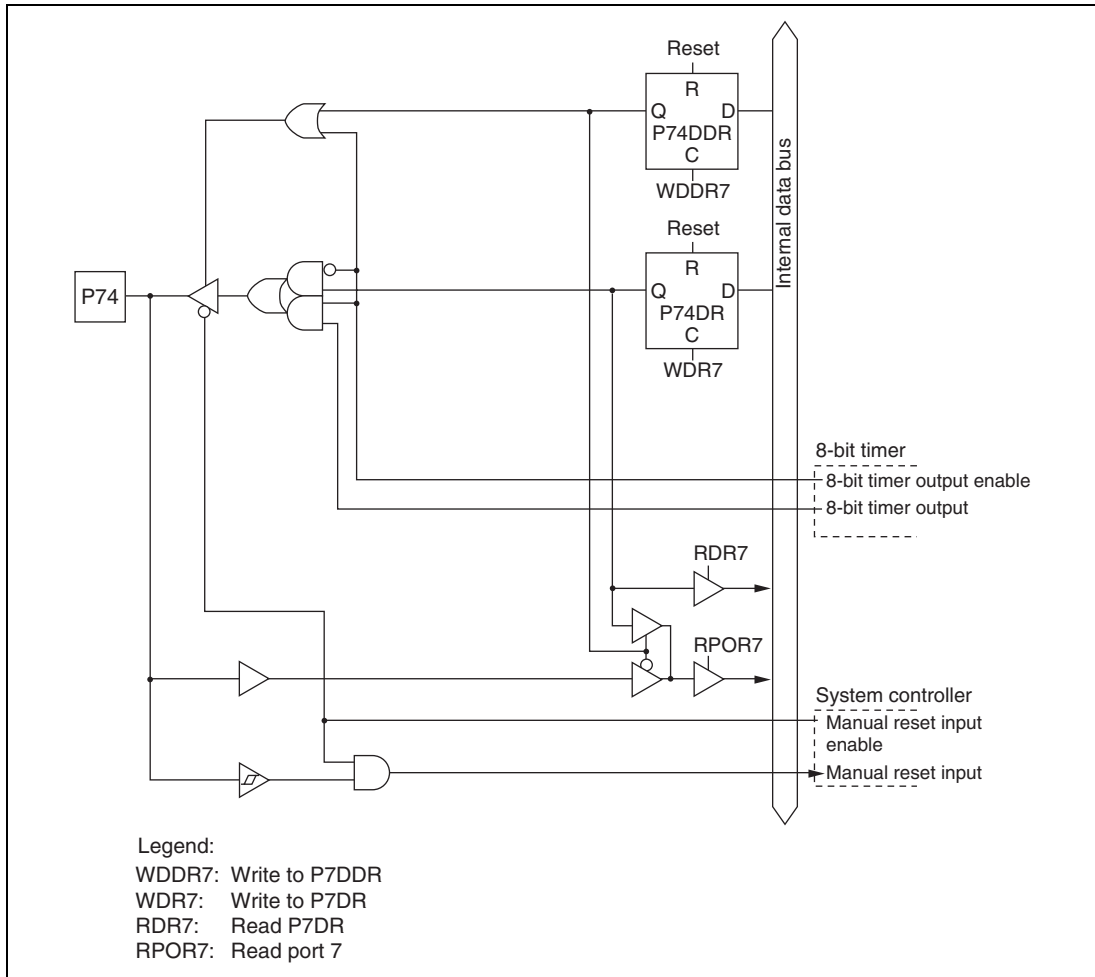 Reset
R
Q D
P74DDR
C
WDDR7
Reset
R
Q D
P74DR
C
WDR7
Internal data bus
P74
8-bit timer
8-bit timer output enable
8-bit timer output
RDR7
RPOR7
System controller
Manual reset input
enable
Manual reset input
Legend:
WDDR7: Write to P7DDR
WDR7: Write to P7DR
RDR7: Read P7DR
RPOR7: Read port 7